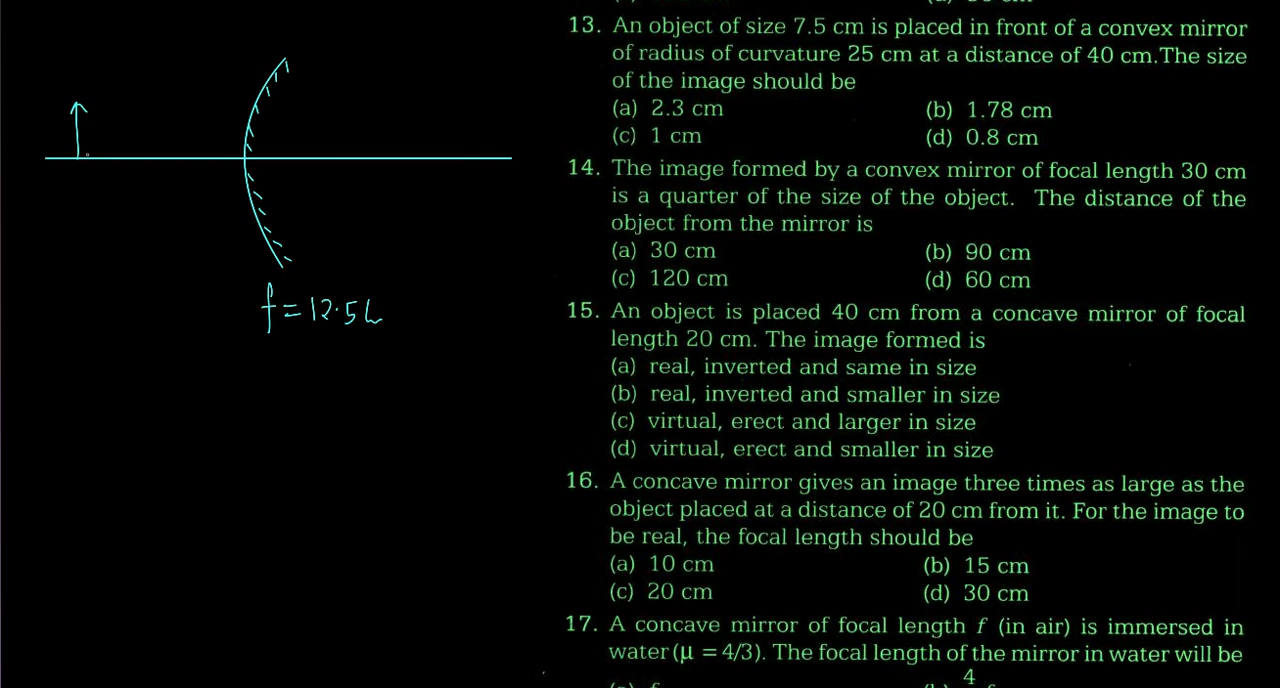 13. An object of size 7.5 cm is placed in front of a convex mirror
of radius of curvature 25 cm at a distance of 40 cm.The size
of the image should be
(a) 2.3 cm (b) 1.78 cm
(c) 1 cm (d) 0.8 cm
14. The image formed by a convex mirror of focal length 30 cm
is a quarter of the size of the object. The distance of the
object from the mirror is
(a) 30 cm (b) 90 cm
(c) 120 cm (d) 60 cm
15. An object is placed 40 cm from a concave mirror of focal
length 20 cm. The image formed is
(a) real, inverted and same in size
(b) real, inverted and smaller in size
(c) virtual, erect and larger in size
(d) virtual, erect and smaller in size
16. A concave mirror gives an image three times as large as the
object placed at a distance of 20 cm from it. For the image to
be real, the focal length should be
(a) 10 cm (b) 15 cm
(c) 20 cm (d) 30 cm
17. A concave mirror of focal length f (in air) is immersed in
water (μ = 4/3). The focal length of the mirror in water will be
4
f = 12.5